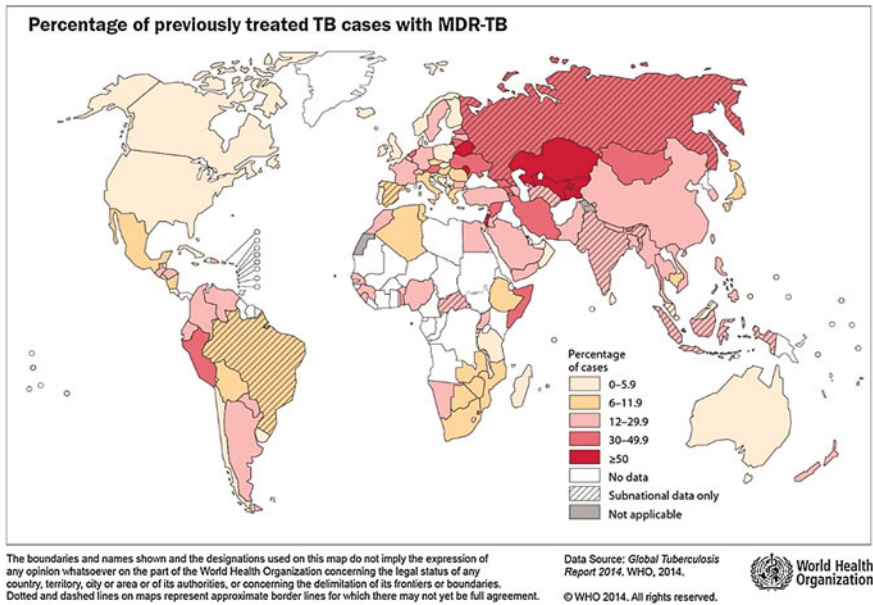 Percentage of previously treated TB cases with MDR-TB
Percentage
of cases
0–5.9
6–11.9
12–29.9
30–49.9
≥50
No data
Subnational data only
Not applicable
The boundaries and names shown and the designations used on this map do not imply the expression of
any opinion whatsoever on the part of the World Health Organization concerning the legal status of any
country, territory, city or area or of its authorities, or concerning the delimitation of its frontiers or boundaries.
Dotted and dashed lines on maps represent approximate border lines for which there may not yet be full agreement.
Data Source: Global Tuberculosis
Report 2014. WHO, 2014.
© WHO 2014. All rights reserved.
World Health
Organization